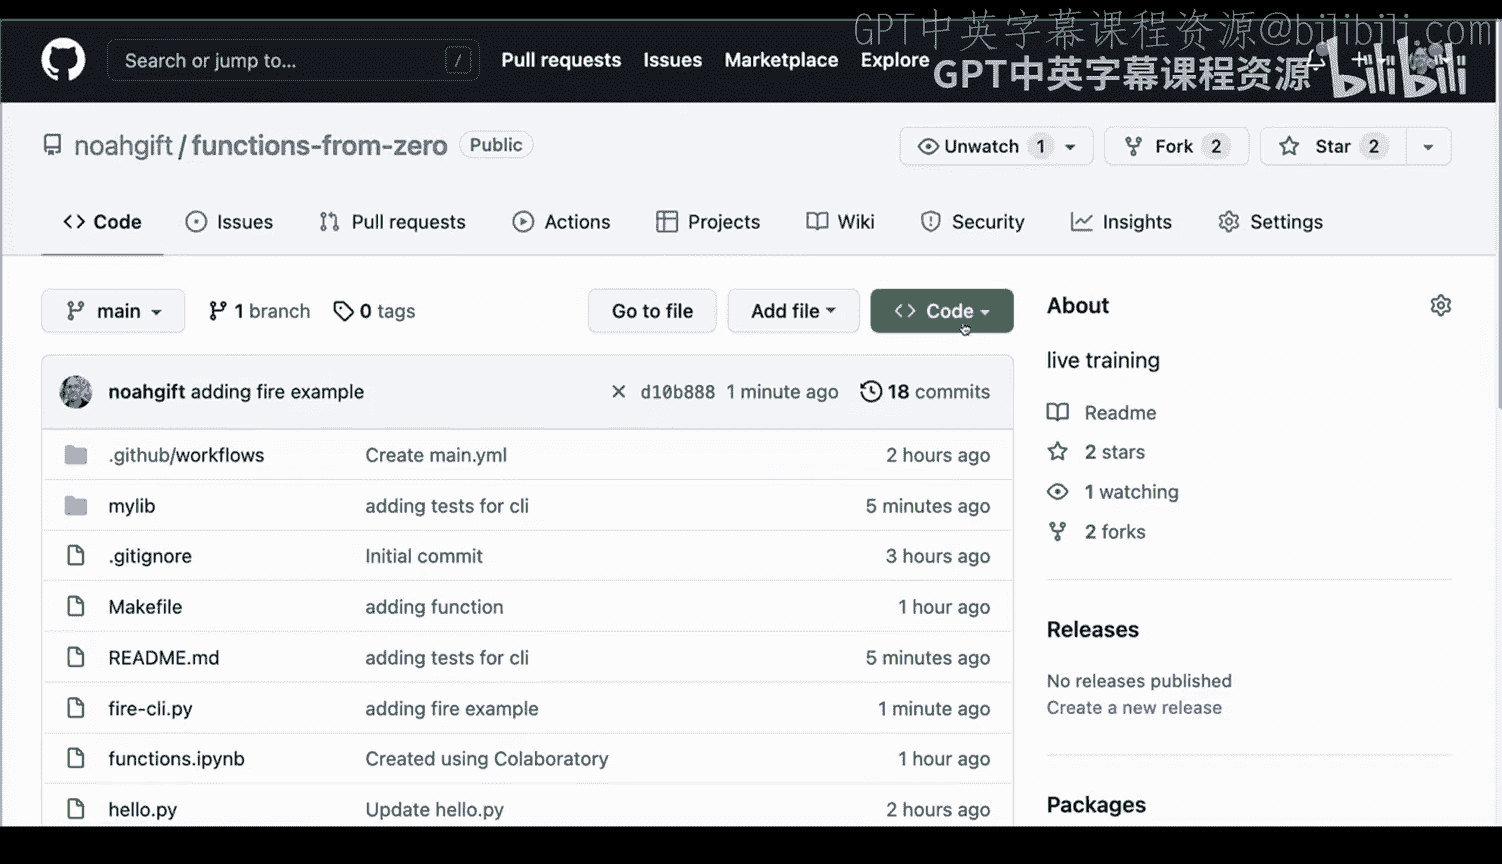 GPT中英字幕课程资源@bilibili.com
Search or jump to... / Pull requests Issues Marketplace Explore
GPT中英字幕课程资源 bilibili
noahgift / functions-from-zero Public Unwatch 1 Fork 2 Star 2
Code Issues Pull requests Actions Projects Wiki Security Insights Settings
main 1 branch 0 tags Go to file Add file Code
noahgift adding fire example d10b888 1 minute ago 18 commits
.github/workflows Create main.yml 2 hours ago
mylib adding tests for cli 5 minutes ago
.gitignore Initial commit 3 hours ago
Makefile adding function 1 hour ago
README.md adding tests for cli 5 minutes ago
fire-cli.py adding fire example 1 minute ago
functions.ipynb Created using Colaboratory 1 hour ago
hello.py Update hello.py 2 hours ago
About
live training
Readme
2 stars
1 watching
2 forks
Releases
No releases published
Create a new release
Packages